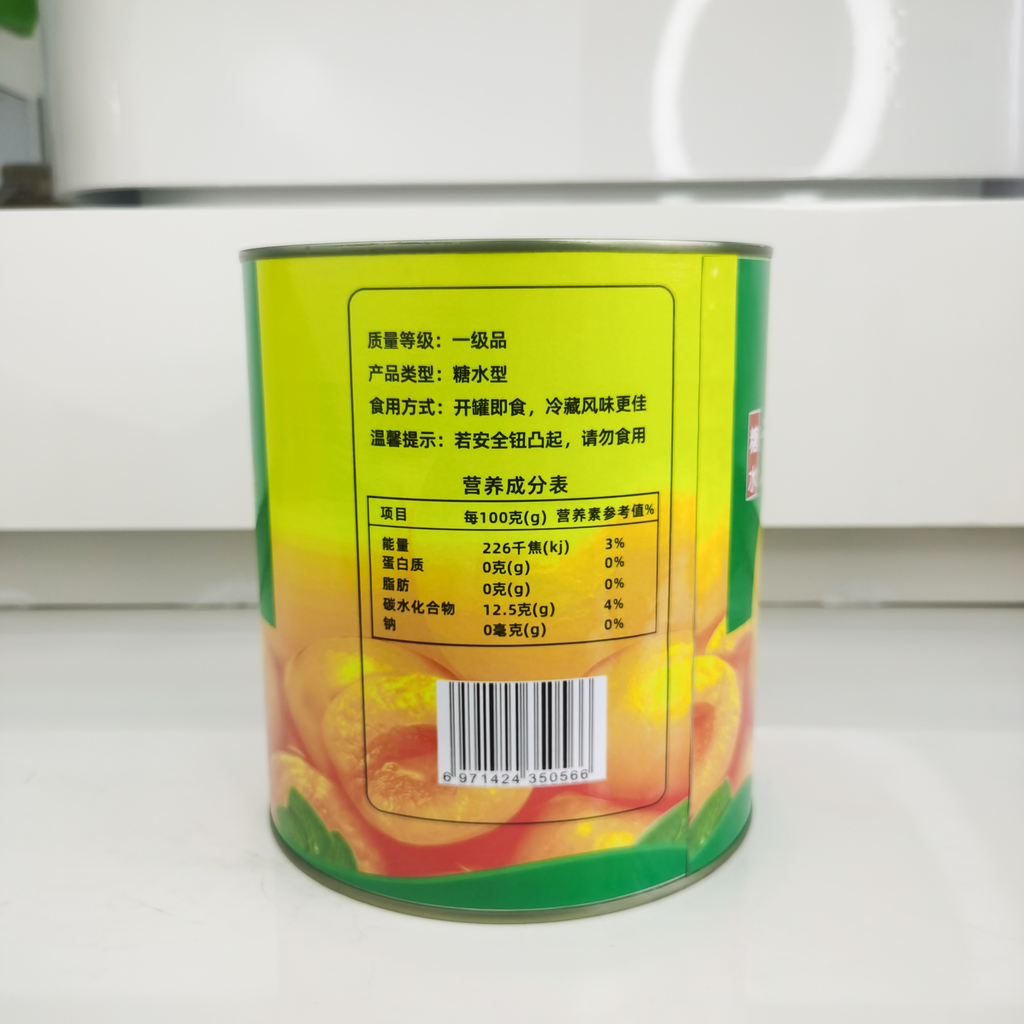 质量等级：一级品
产品类型：糖水型
食用方式：开罐即食，冷藏风味更佳
温馨提示：若安全钮凸起，请勿食用
营养成分表
项目 每100克(g) 营养素参考值%
能量 226千焦(kj) 3%
蛋白质 0克(g) 0%
脂肪 0克(g) 0%
碳水化合物 12.5克(g) 4%
钠 0毫克(g) 0%
6 971424 350566
糖水